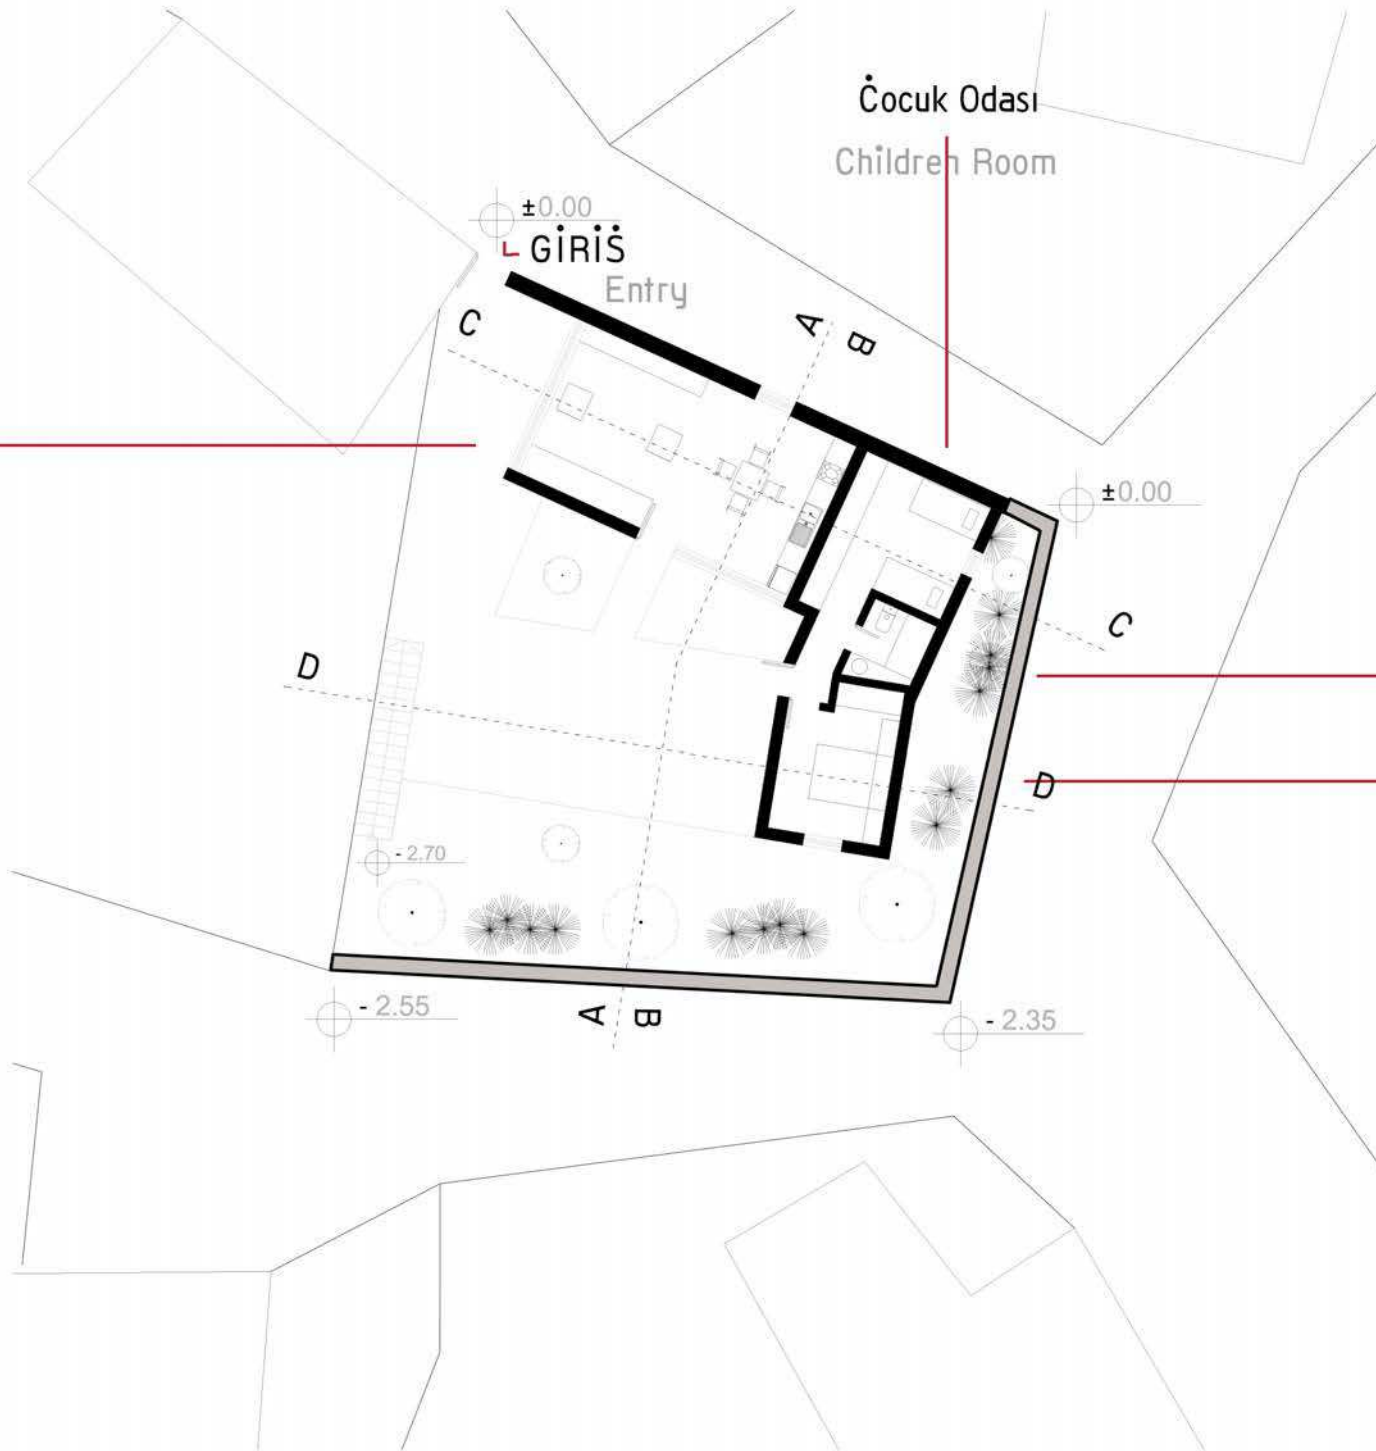 Çocuk Odası
Children Room
±0.00
GİRİŞ
Entry
C
A
B
±0.00
C
D
D
- 2.70
- 2.55
A
B
- 2.35